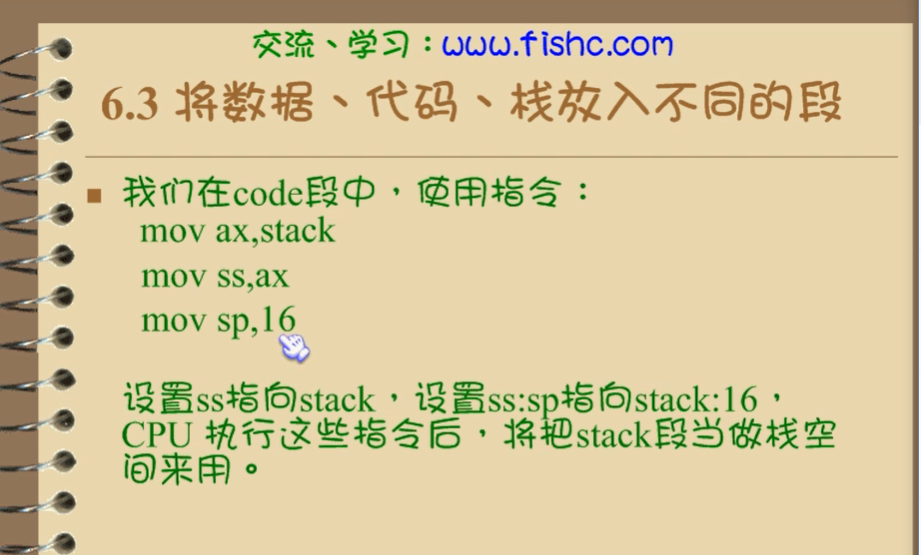 交流、学习：www.fishc.com
6.3 将数据、代码、栈放入不同的段
■ 我们在code段中，使用指令：
mov ax,stack
mov ss,ax
mov sp,16
设置ss指向stack，设置ss:sp指向stack:16，
CPU 执行这些指令后，将把stack段当做栈空
间来用。